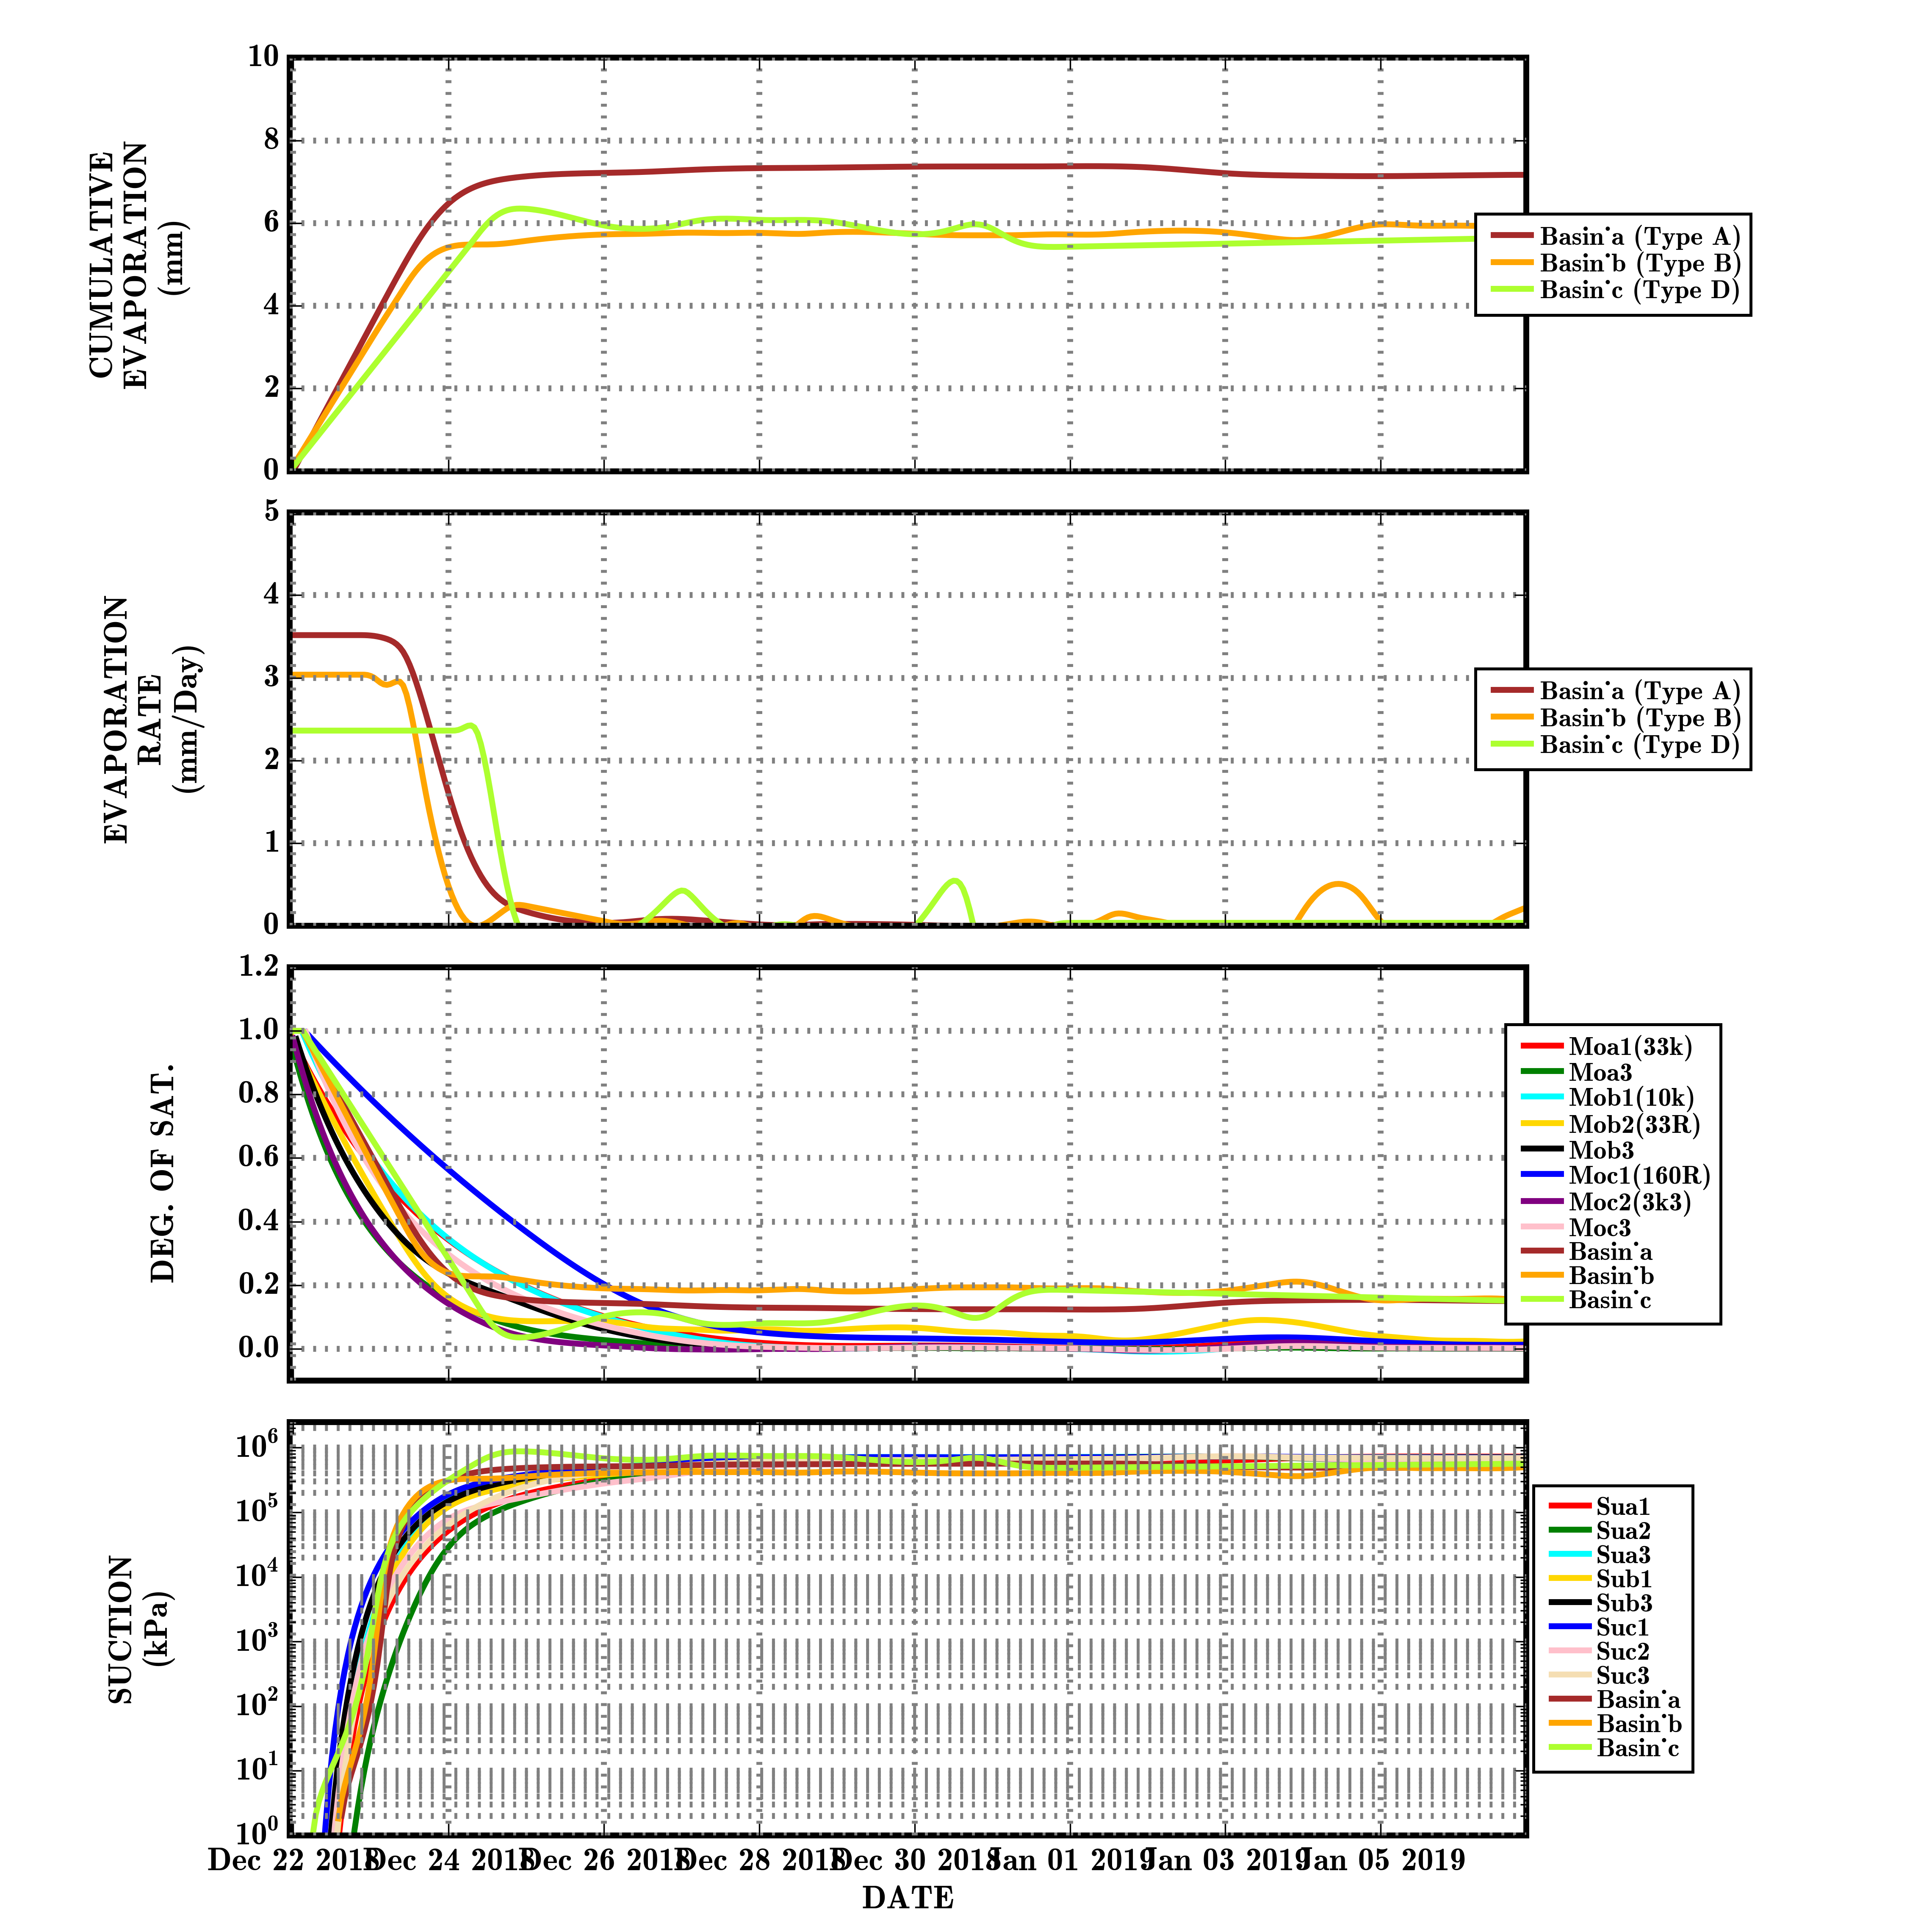 10
8
6
4
2
0
CUMULATIVE
EVAPORATION
(mm)
Basin˙a (Type A)
Basin˙b (Type B)
Basin˙c (Type D)
5
4
3
2
1
0
EVAPORATION
RATE
(mm/Day)
Basin˙a (Type A)
Basin˙b (Type B)
Basin˙c (Type D)
1.2
1.0
0.8
0.6
0.4
0.2
0.0
DEG. OF SAT.
Moa1(33k)
Moa3
Mob1(10k)
Mob2(33R)
Mob3
Moc1(160R)
Moc2(3k3)
Moc3
Basin˙a
Basin˙b
Basin˙c
10^6
10^5
10^4
10^3
10^2
10^1
10^0
SUCTION
(kPa)
Sua1
Sua2
Sua3
Sub1
Sub3
Suc1
Suc2
Suc3
Basin˙a
Basin˙b
Basin˙c
Dec 22 2018 Dec 24 2018 Dec 26 2018 Dec 28 2018 Dec 30 2018 Jan 01 2019 Jan 03 2019 Jan 05 2019
DATE